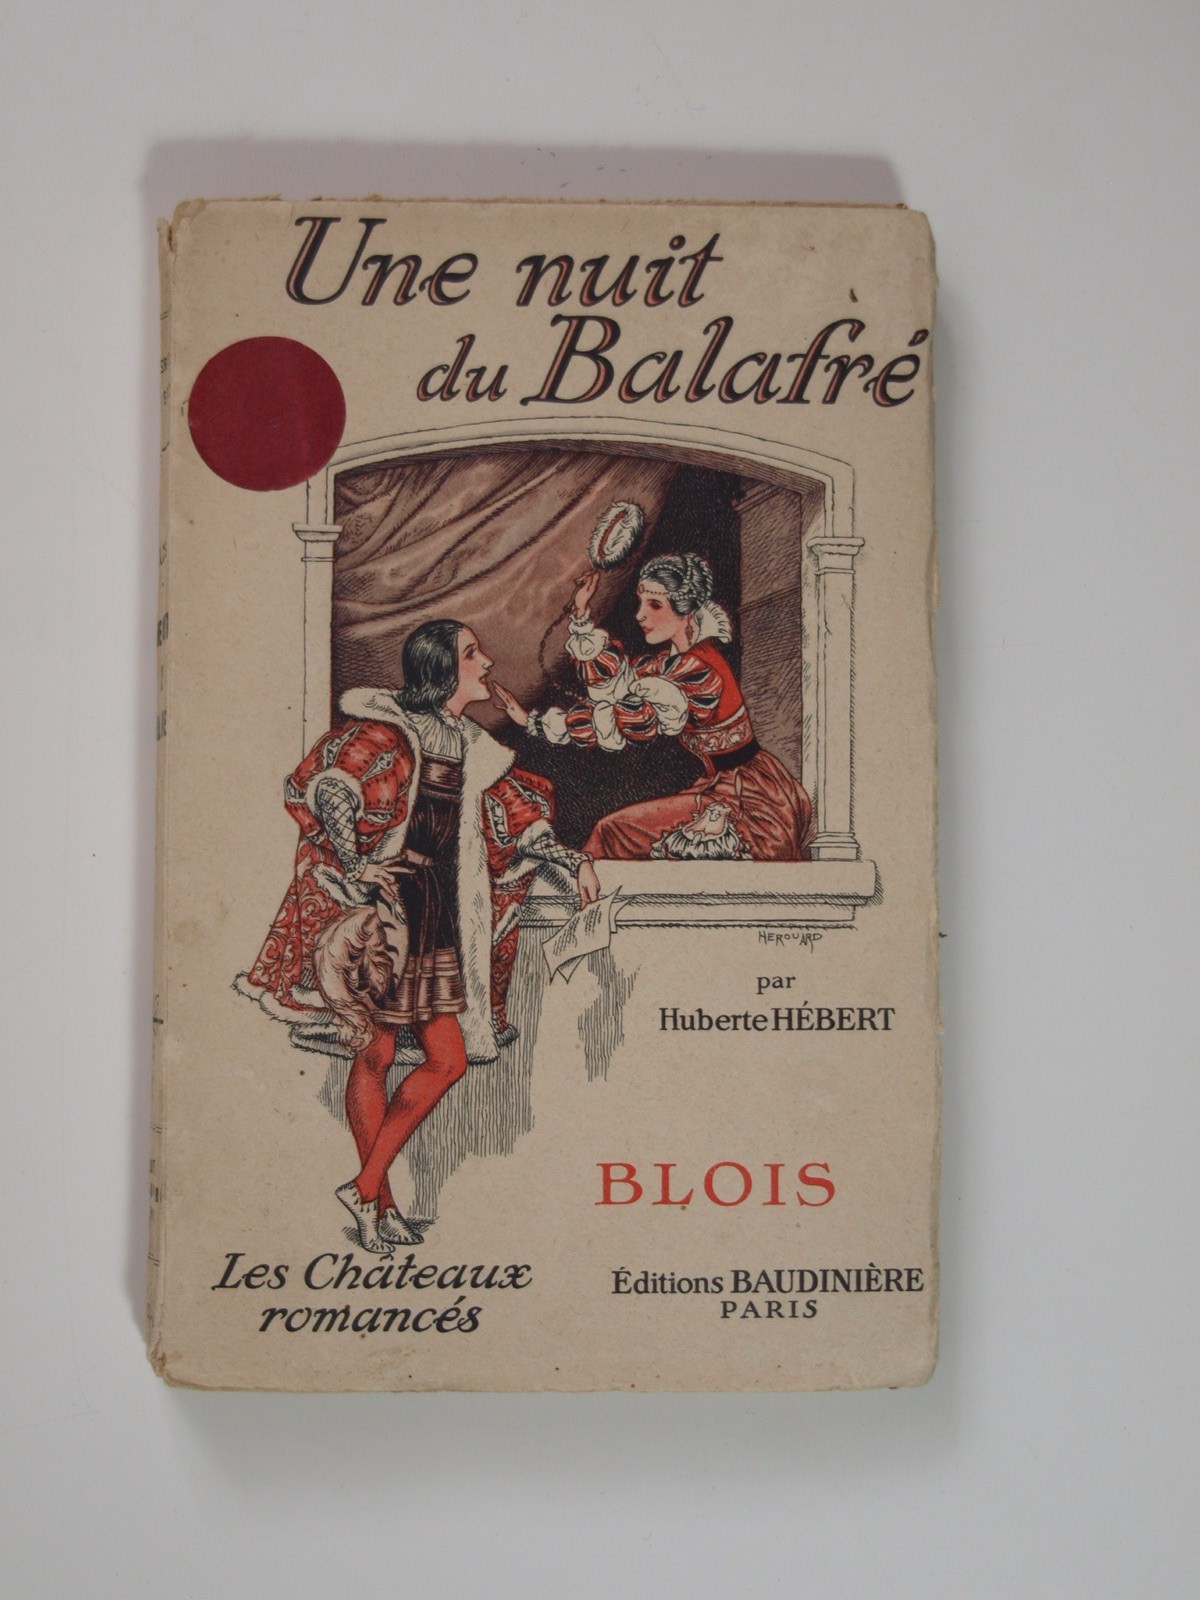 Une nuit
du Balafré
HEROUARD
par
Huberte HÉBERT
BLOIS
Les Châteaux
romancés
Éditions BAUDINIÈRE
PARIS